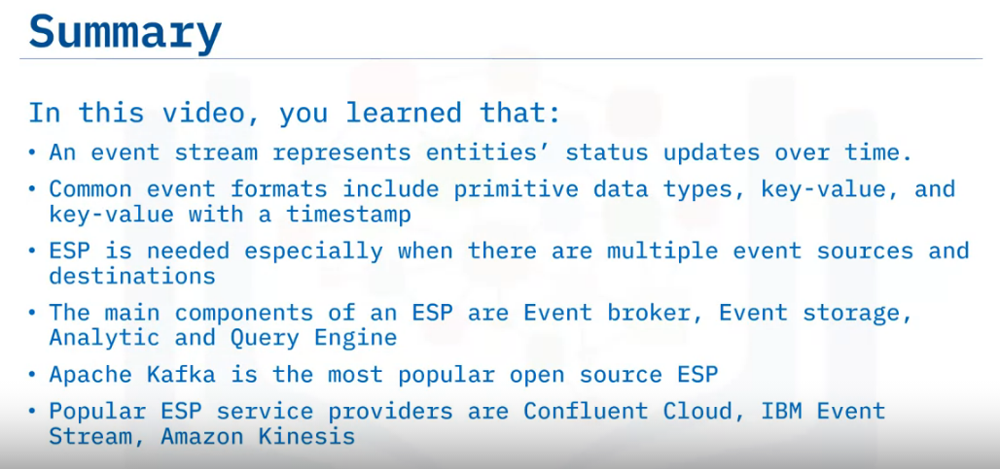 Summary
In this video, you learned that:
• An event stream represents entities’ status updates over time.
• Common event formats include primitive data types, key-value, and
key-value with a timestamp
• ESP is needed especially when there are multiple event sources and
destinations
• The main components of an ESP are Event broker, Event storage,
Analytic and Query Engine
• Apache Kafka is the most popular open source ESP
• Popular ESP service providers are Confluent Cloud, IBM Event
Stream, Amazon Kinesis